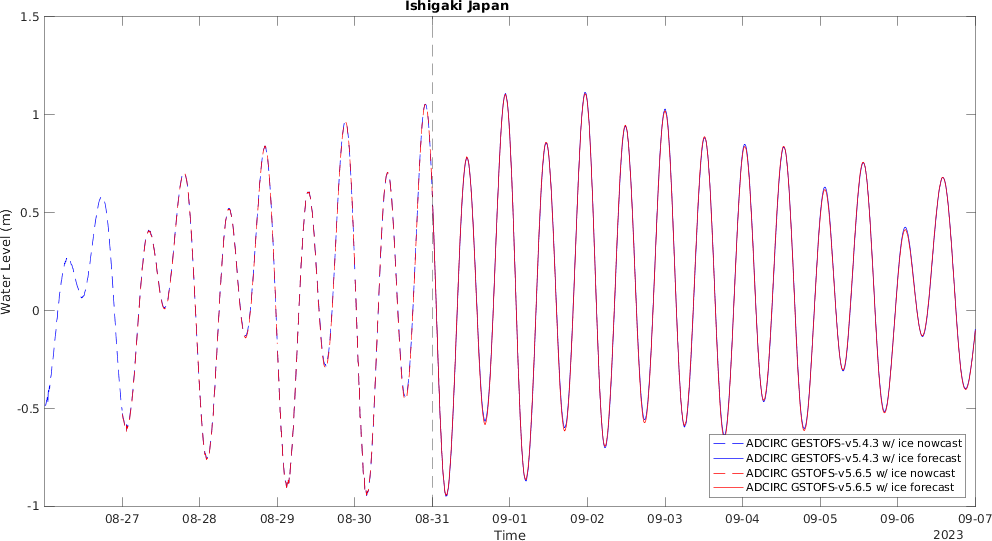 Ishigaki Japan
1.5
1
0.5
0
-0.5
-1
Water Level (m)
08-27 08-28 08-29 08-30 08-31 09-01 09-02 09-03 09-04 09-05 09-06 09-07
Time
2023
ADCIRC GESTOFS-v5.4.3 w/ ice nowcast
ADCIRC GESTOFS-v5.4.3 w/ ice forecast
ADCIRC GSTOFS-v5.6.5 w/ ice nowcast
ADCIRC GSTOFS-v5.6.5 w/ ice forecast